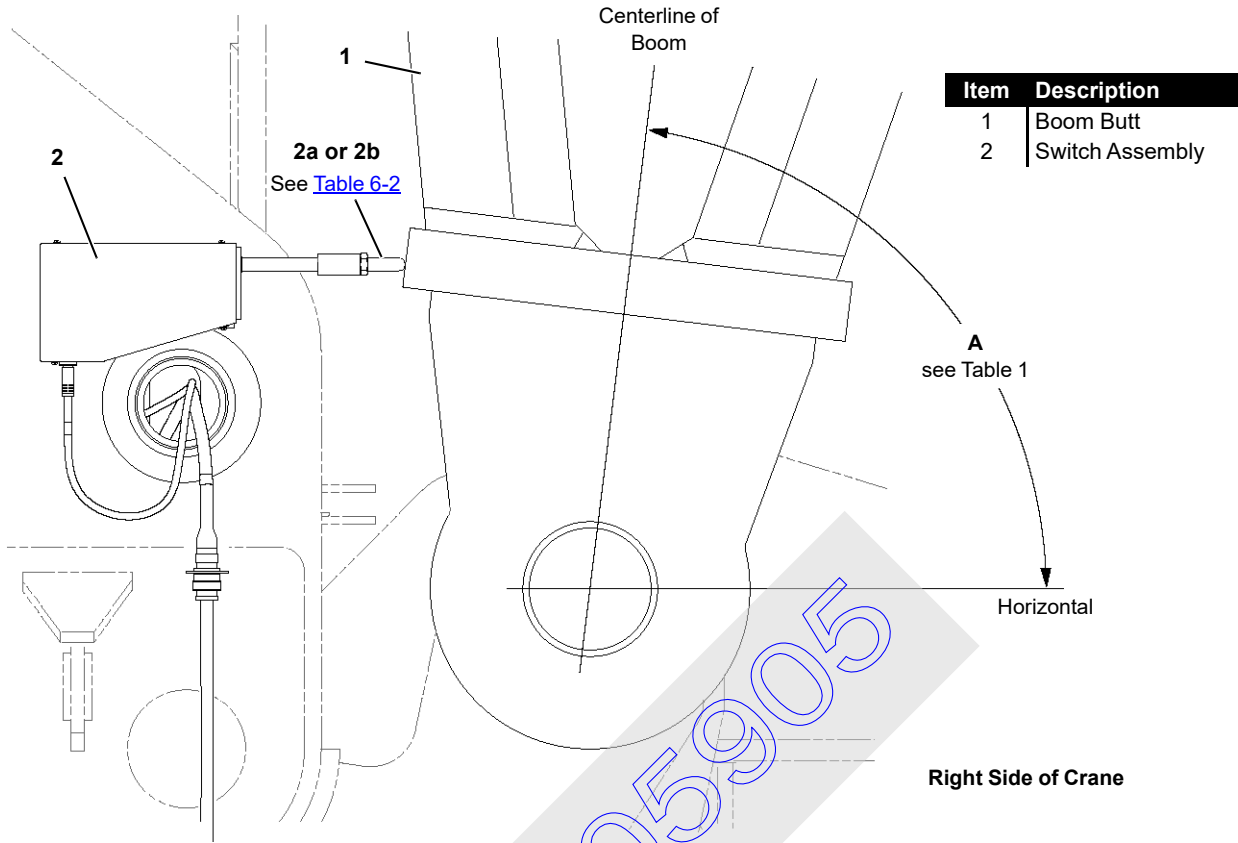 Centerline of
Boom
1
Item Description
1 Boom Butt
2 Switch Assembly
2
2a or 2b
See Table 6-2
A
see Table 1
Horizontal
5905
Right Side of Crane